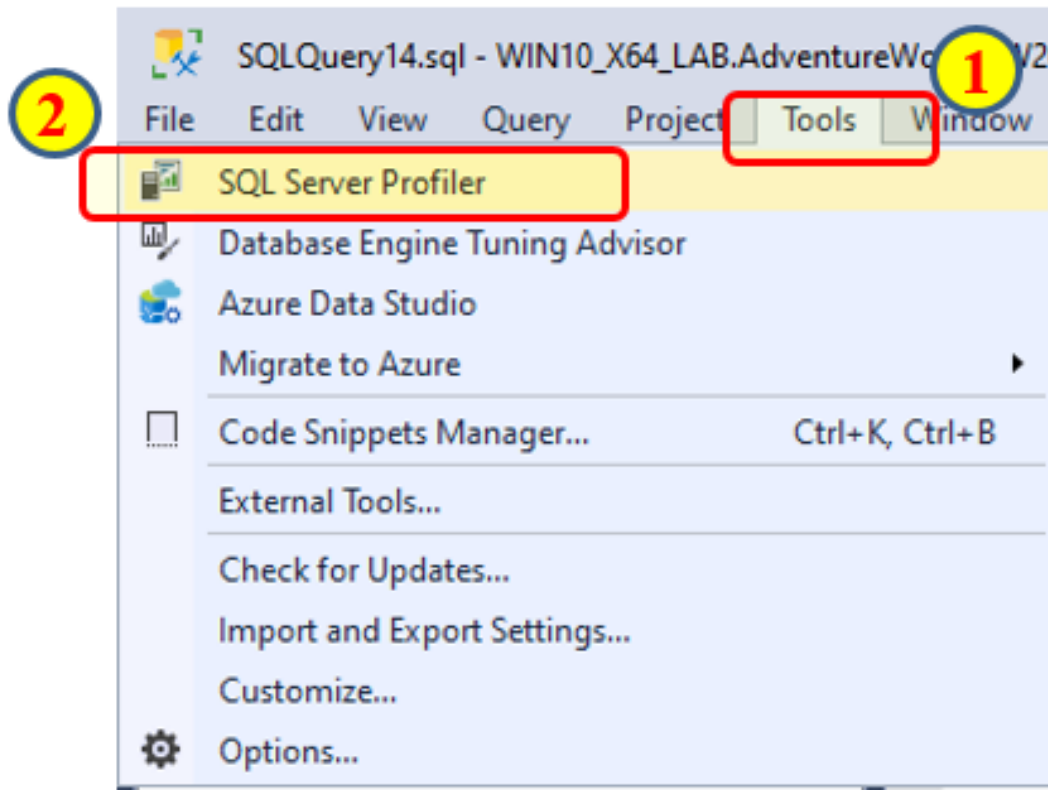 SQLQuery14.sql - WIN10_X64_LAB.AdventureWo
1
2
File Edit View Query Project Tools Window
SQL Server Profiler
Database Engine Tuning Advisor
Azure Data Studio
Migrate to Azure
Code Snippets Manager... Ctrl+K, Ctrl+B
External Tools...
Check for Updates...
Import and Export Settings...
Customize...
Options...